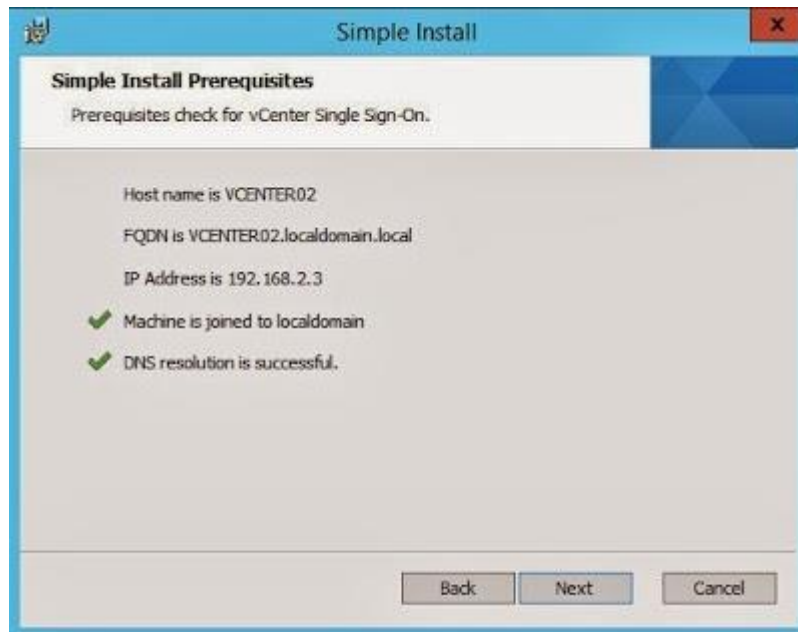 Simple Install
X
Simple Install Prerequisites
Prerequisites check for vCenter Single Sign-On.
Host name is VCENTER02
FQDN is VCENTER02.localdomain.local
IP Address is 192.168.2.3
Machine is joined to localdomain
DNS resolution is successful.
Back Next Cancel